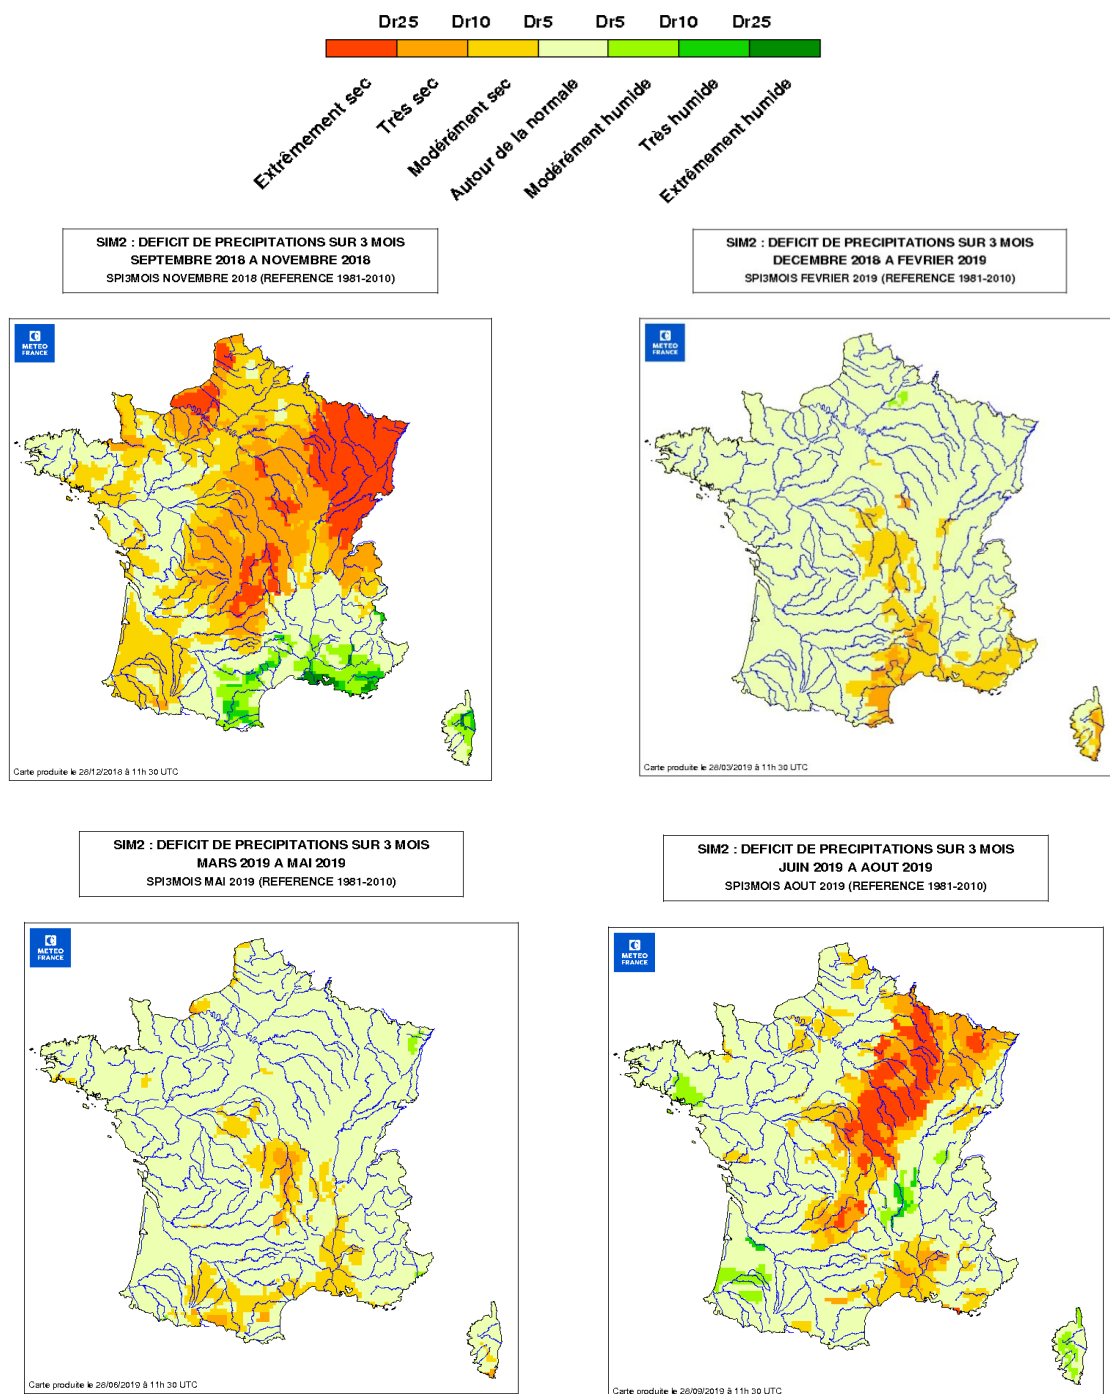 Dr25 Dr10 Dr5 Dr5 Dr10 Dr25
Extrêmement sec
Très sec
Modérément sec
Autour de la normale
Modérément humide
Très humide
Extrêmement humide
SIM2 : DEFICIT DE PRECIPITATIONS SUR 3 MOIS
SEPTEMBRE 2018 A NOVEMBRE 2018
SPI3MOIS NOVEMBRE 2018 (REFERENCE 1981-2010)
METEO
FRANCE
Carte produite le 28/12/2018 à 11h 30 UTC
SIM2 : DEFICIT DE PRECIPITATIONS SUR 3 MOIS
DECEMBRE 2018 A FEVRIER 2019
SPI3MOIS FEVRIER 2019 (REFERENCE 1981-2010)
METEO
FRANCE
Carte produite le 28/03/2019 à 11h 30 UTC
SIM2 : DEFICIT DE PRECIPITATIONS SUR 3 MOIS
MARS 2019 A MAI 2019
SPI3MOIS MAI 2019 (REFERENCE 1981-2010)
METEO
FRANCE
Carte produite le 28/06/2019 à 11h 30 UTC
SIM2 : DEFICIT DE PRECIPITATIONS SUR 3 MOIS
JUIN 2019 A AOUT 2019
SPI3MOIS AOUT 2019 (REFERENCE 1981-2010)
METEO
FRANCE
Carte produite le 28/09/2019 à 11h 30 UTC